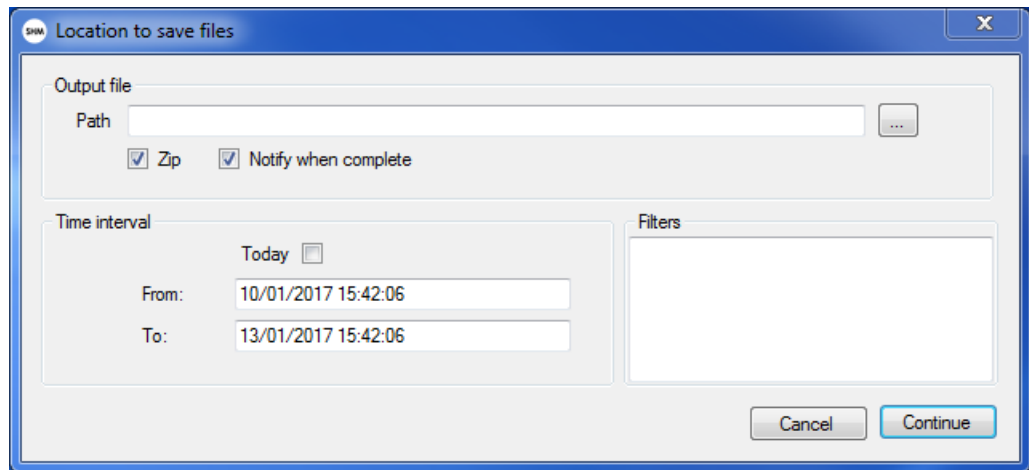 SHM Location to save files X
Output file
Path ...
Zip Notify when complete
Time interval
Today
From: 10/01/2017 15:42:06
To: 13/01/2017 15:42:06
Filters
Cancel Continue